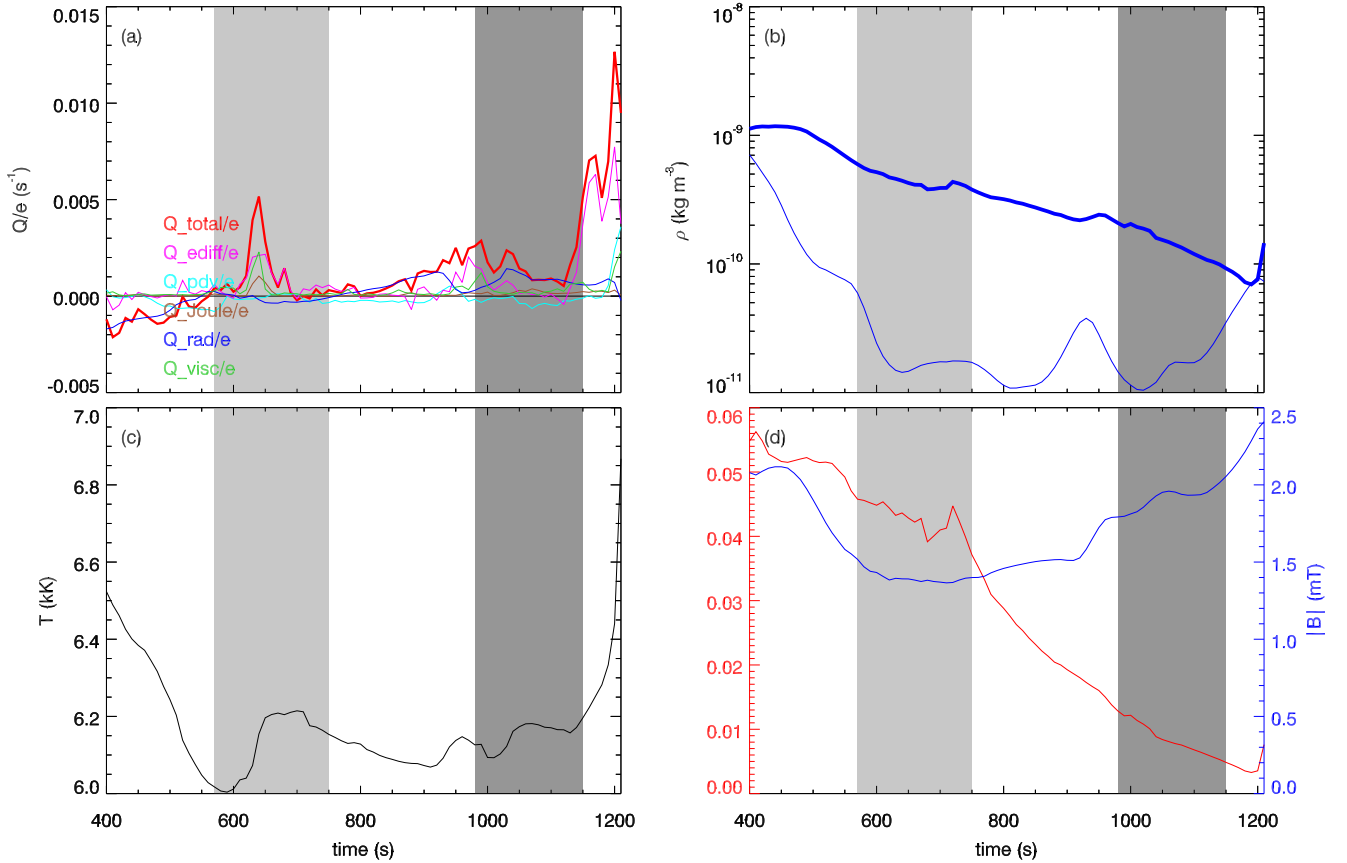 (a)
0.015
0.010
0.005
0.000
-0.005
Q/e (s⁻¹)
Q_total/e
Q_ediff/e
Q_pdv/e
Q_Joule/e
Q_rad/e
Q_visc/e
(b)
10⁻⁸
10⁻⁹
10⁻¹⁰
10⁻¹¹
ρ (kg m⁻³)
(c)
7.0
6.8
6.6
6.4
6.2
6.0
T (kK)
400 600 800 1000 1200
time (s)
(d)
0.06
0.05
0.04
0.03
0.02
0.01
0.00
2.5
2.0
1.5
1.0
0.5
0.0
|B| (mT)
400 600 800 1000 1200
time (s)